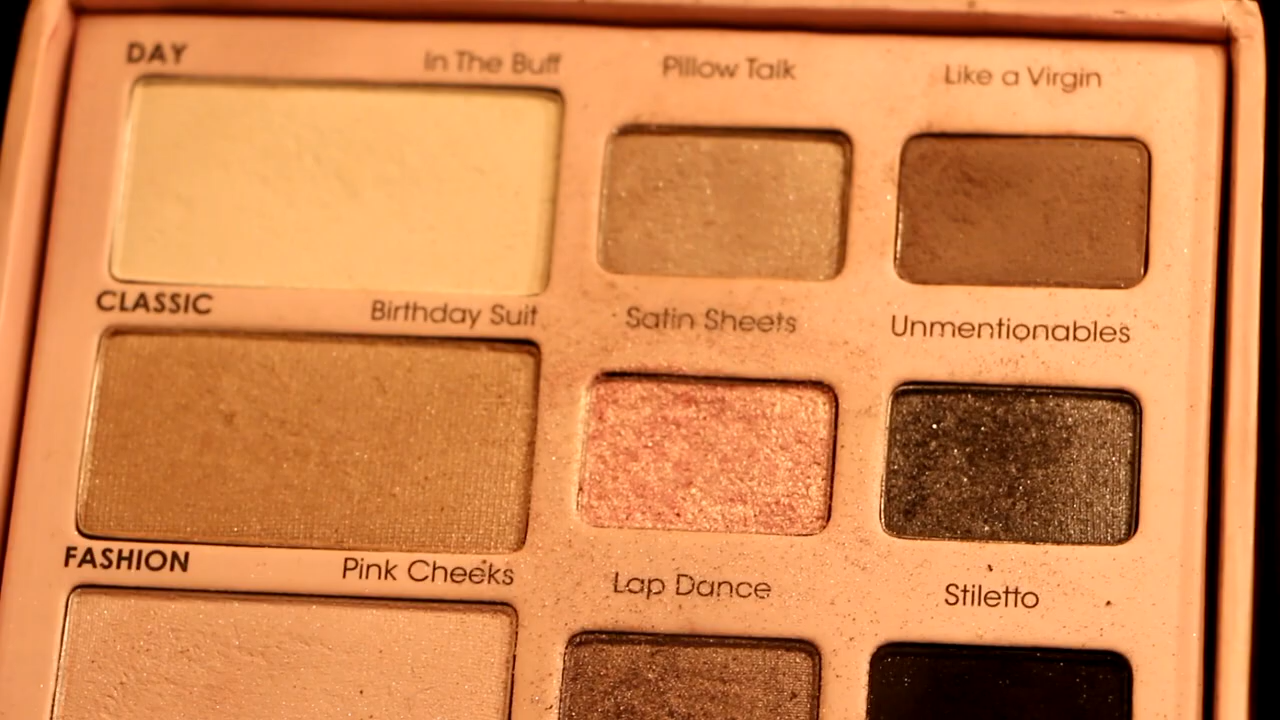 DAY In The Buff Pillow Talk Like a Virgin
CLASSIC Birthday Suit Satin Sheets Unmentionables
FASHION Pink Cheeks Lap Dance Stiletto